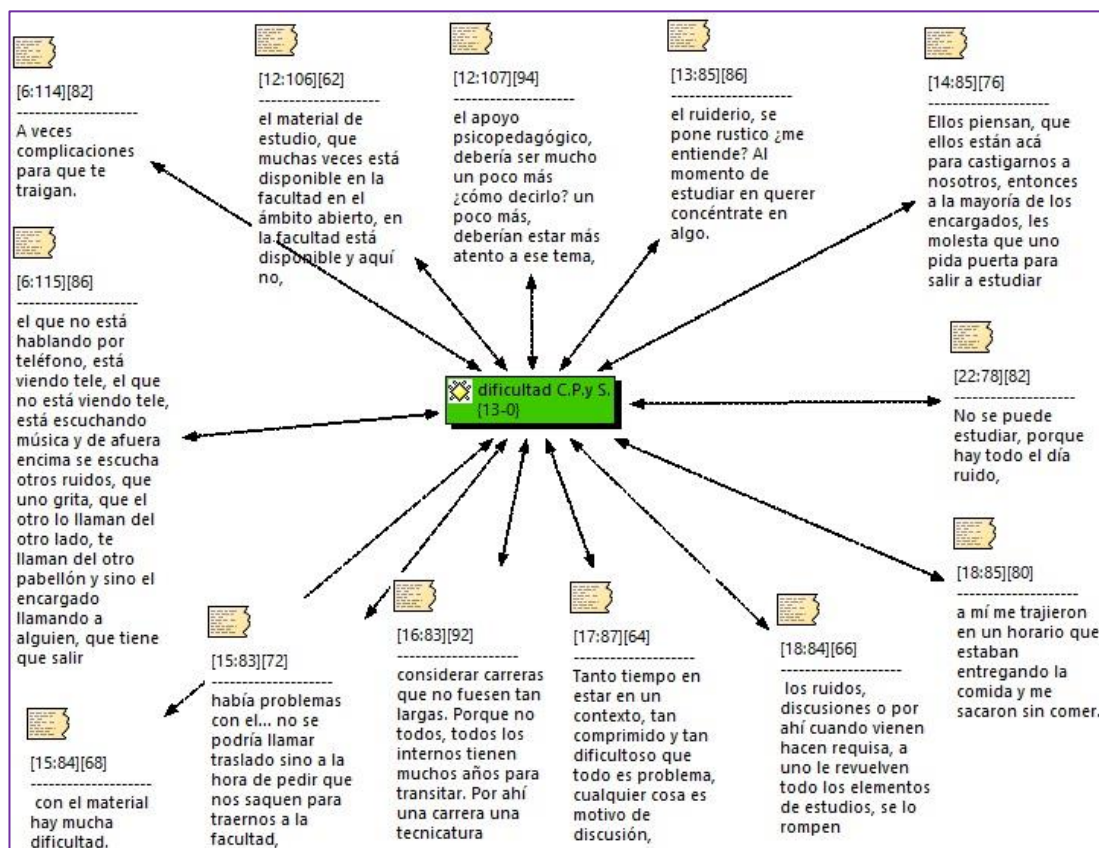 [6:114][82]
--------------------
A veces
complicaciones
para que te
traigan.
[12:106][62]
--------------------
el material de
estudio, que
muchas veces está
disponible en la
facultad en el
ámbito abierto, en
la facultad está
disponible y aquí
no,
[12:107][94]
--------------------
el apoyo
psicopedagógico,
debería ser mucho
un poco más
¿cómo decirlo? un
poco más,
deberían estar más
atento a ese tema,
[13:85][86]
--------------------
el ruiderio, se
pone rustico ¿me
entiende? Al
momento de
estudiar en querer
concéntrate en
algo.
[14:85][76]
--------------------
Ellos piensan, que
ellos están acá
para castigarnos a
nosotros, entonces
a la mayoría de los
encargados, les
molesta que uno
pida puerta para
salir a estudiar
[6:115][86]
--------------------
el que no está
hablando por
teléfono, está
viendo tele, el que
no está viendo tele,
está escuchando
música y de afuera
encima se escucha
otros ruidos, que
uno grita, que el
otro lo llaman del
otro lado, te
llaman del otro
pabellón y sino el
encargado
llamando a
alguien, que tiene
que salir
dificultad C.P.y S.
{13-0}
[22:78][82]
--------------------
No se puede
estudiar, porque
hay todo el día
ruido,
[18:85][80]
--------------------
a mí me trajieron
en un horario que
estaban
entregando la
comida y me
sacaron sin comer.
[15:84][68]
--------------------
con el material
hay mucha
dificultad.
[15:83][72]
--------------------
había problemas
con el... no se
podría llamar
traslado sino a la
hora de pedir que
nos saquen para
traernos a la
facultad,
[16:83][92]
--------------------
considerar carreras
que no fuesen tan
largas. Porque no
todos, todos los
internos tienen
muchos años para
transitar. Por ahí
una carrera una
tecnicatura
[17:87][64]
--------------------
Tanto tiempo en
estar en un
contexto, tan
comprimido y tan
dificultoso que
todo es problema,
cualquier cosa es
motivo de
discusión,
[18:84][66]
--------------------
los ruidos,
discusiones o por
ahí cuando vienen
hacen requisa, a
uno le revuelven
todo los elementos
de estudios, se lo
rompen